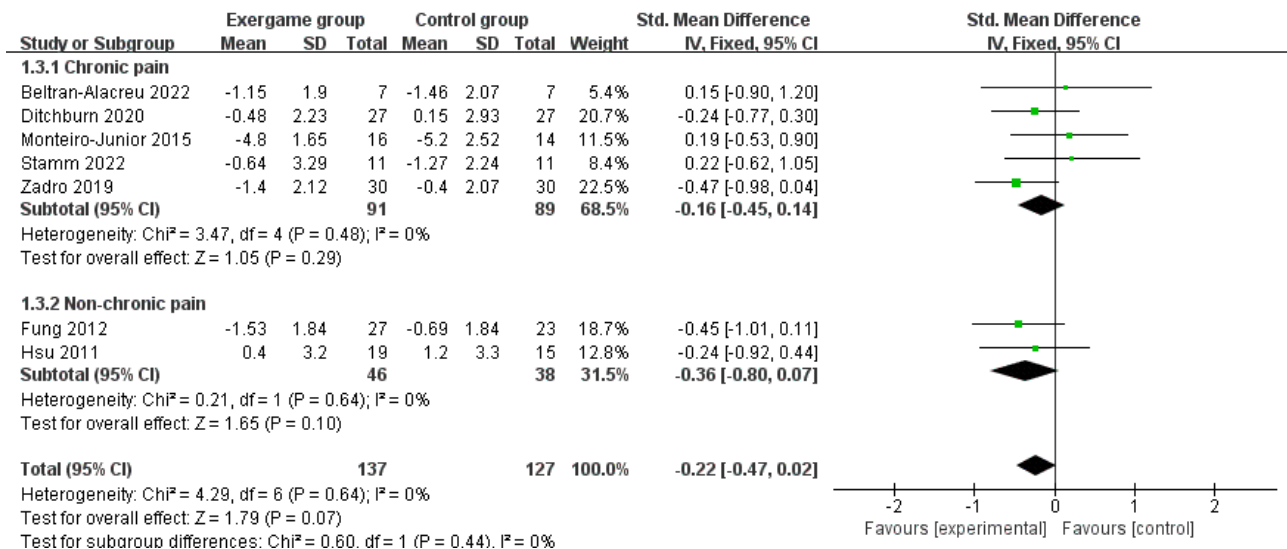 Exergame group Control group Std. Mean Difference Std. Mean Difference
Study or Subgroup Mean SD Total Mean SD Total Weight IV, Fixed, 95% CI IV, Fixed, 95% CI
1.3.1 Chronic pain
Beltran-Alacreu 2022 -1.15 1.9 7 -1.46 2.07 7 5.4% 0.15 [-0.90, 1.20]
Ditchburn 2020 -0.48 2.23 27 0.15 2.93 27 20.7% -0.24 [-0.77, 0.30]
Monteiro-Junior 2015 -4.8 1.65 16 -5.2 2.52 14 11.5% 0.19 [-0.53, 0.90]
Stamm 2022 -0.64 3.29 11 -1.27 2.24 11 8.4% 0.22 [-0.62, 1.05]
Zadro 2019 -1.4 2.12 30 -0.4 2.07 30 22.5% -0.47 [-0.98, 0.04]
Subtotal (95% CI) 91 89 68.5% -0.16 [-0.45, 0.14]
Heterogeneity: Chi² = 3.47, df = 4 (P = 0.48); I² = 0%
Test for overall effect: Z = 1.05 (P = 0.29)
1.3.2 Non-chronic pain
Fung 2012 -1.53 1.84 27 -0.69 1.84 23 18.7% -0.45 [-1.01, 0.11]
Hsu 2011 0.4 3.2 19 1.2 3.3 15 12.8% -0.24 [-0.92, 0.44]
Subtotal (95% CI) 46 38 31.5% -0.36 [-0.80, 0.07]
Heterogeneity: Chi² = 0.21, df = 1 (P = 0.64); I² = 0%
Test for overall effect: Z = 1.65 (P = 0.10)
Total (95% CI) 137 127 100.0% -0.22 [-0.47, 0.02]
Heterogeneity: Chi² = 4.29, df = 6 (P = 0.64); I² = 0%
Test for overall effect: Z = 1.79 (P = 0.07)
Test for subgroup differences: Chi² = 0.60, df = 1 (P = 0.44), I² = 0%
-2 -1 0 1 2
Favours [experimental] Favours [control]